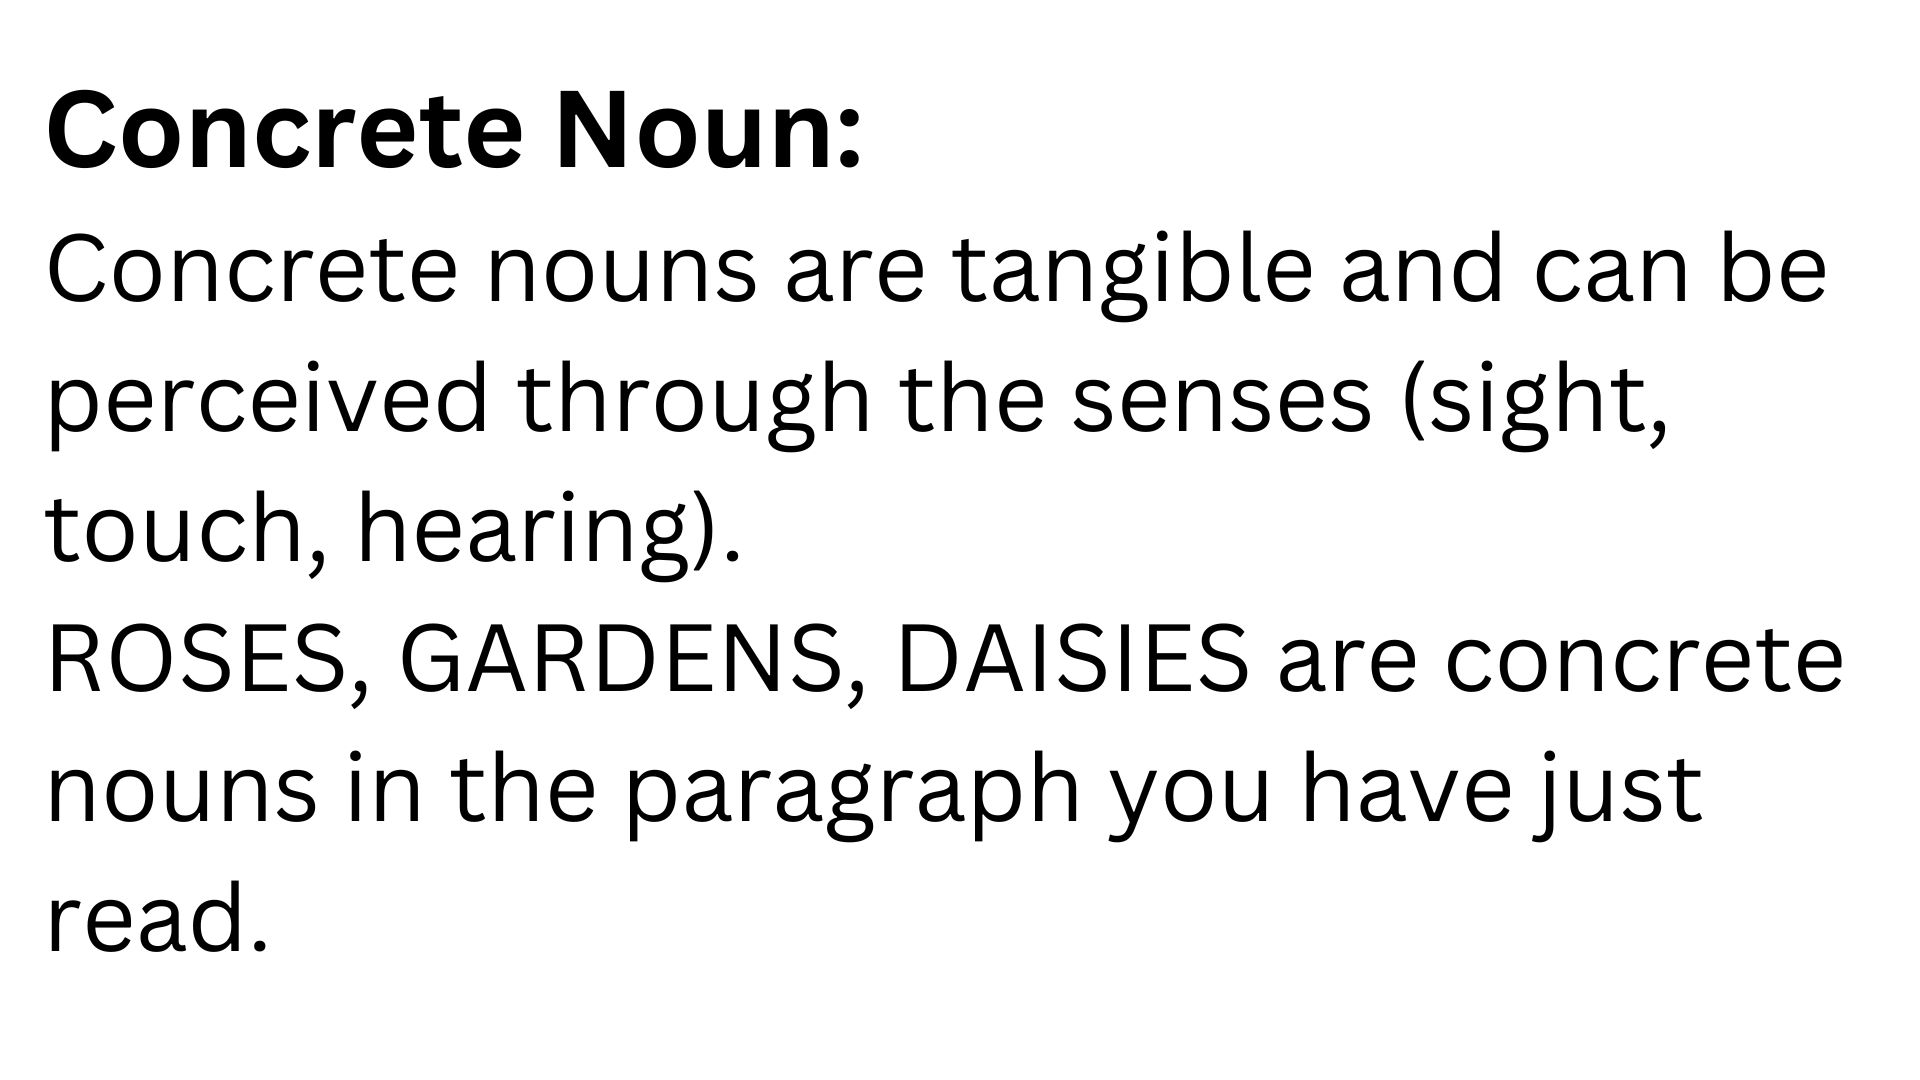 Concrete Noun:
Concrete nouns are tangible and can be
perceived through the senses (sight,
touch, hearing).
ROSES, GARDENS, DAISIES are concrete
nouns in the paragraph you have just
read.